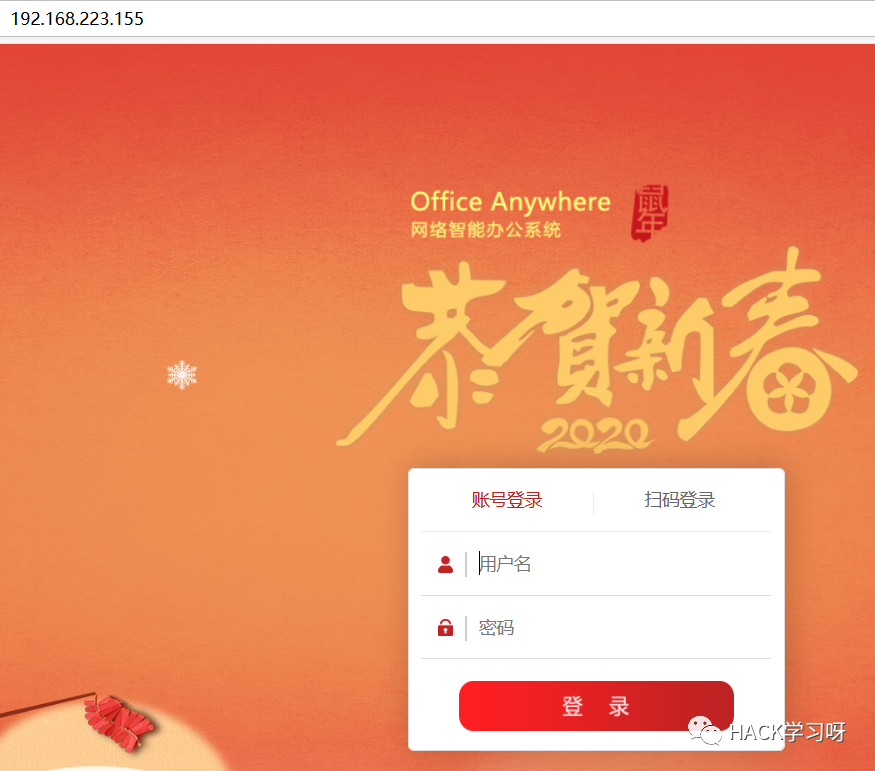 192.168.223.155
Office Anywhere
网络智能办公系统
鼠年
恭賀新春
2020
账号登录
扫码登录
用户名
密码
登 录
HACK学习呀